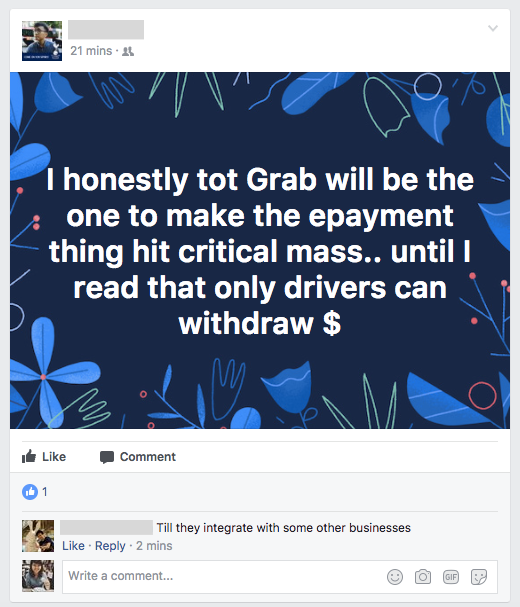 21 mins ·
I honestly tot Grab will be the
one to make the epayment
thing hit critical mass.. until I
read that only drivers can
withdraw $
Like Comment
1
Till they integrate with some other businesses
Like · Reply · 2 mins
Write a comment...
GIF